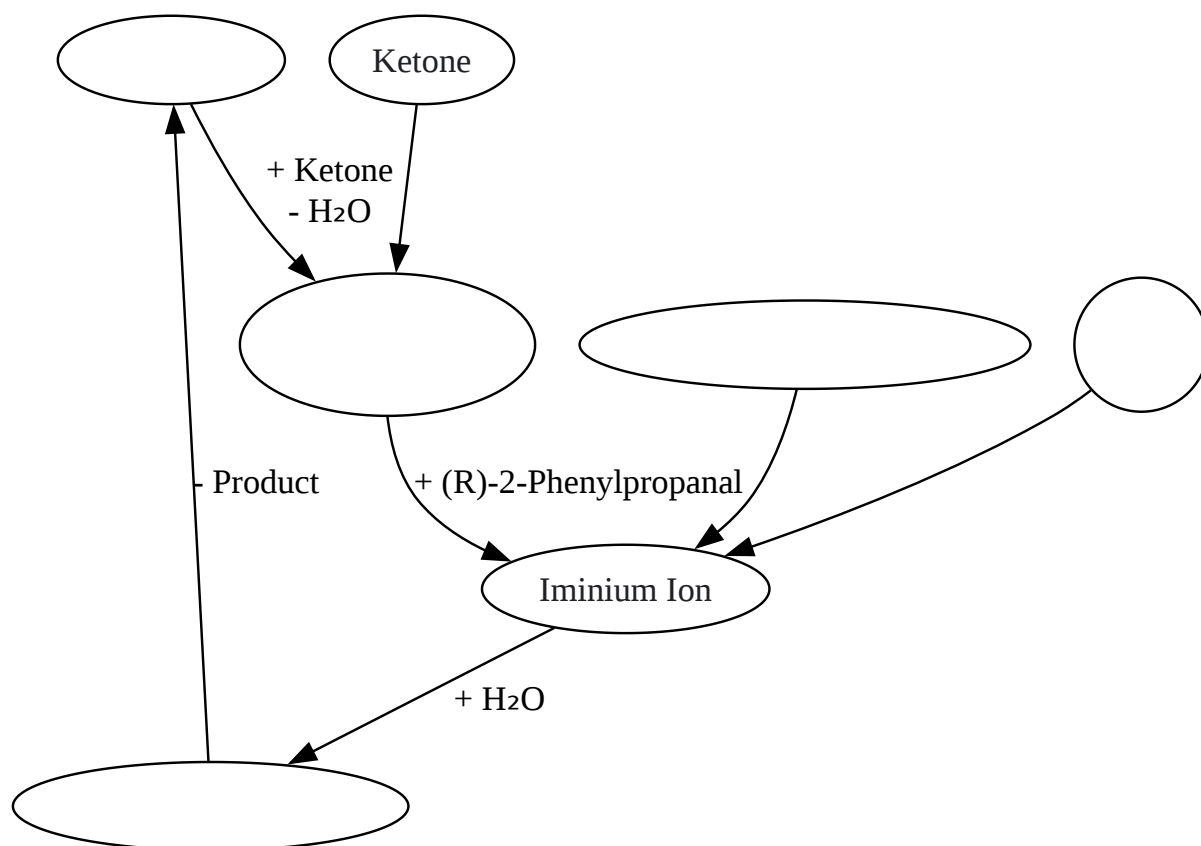 Ketone
+ Ketone
- H₂O
- Product
+ (R)-2-Phenylpropanal
Iminium Ion
+ H₂O